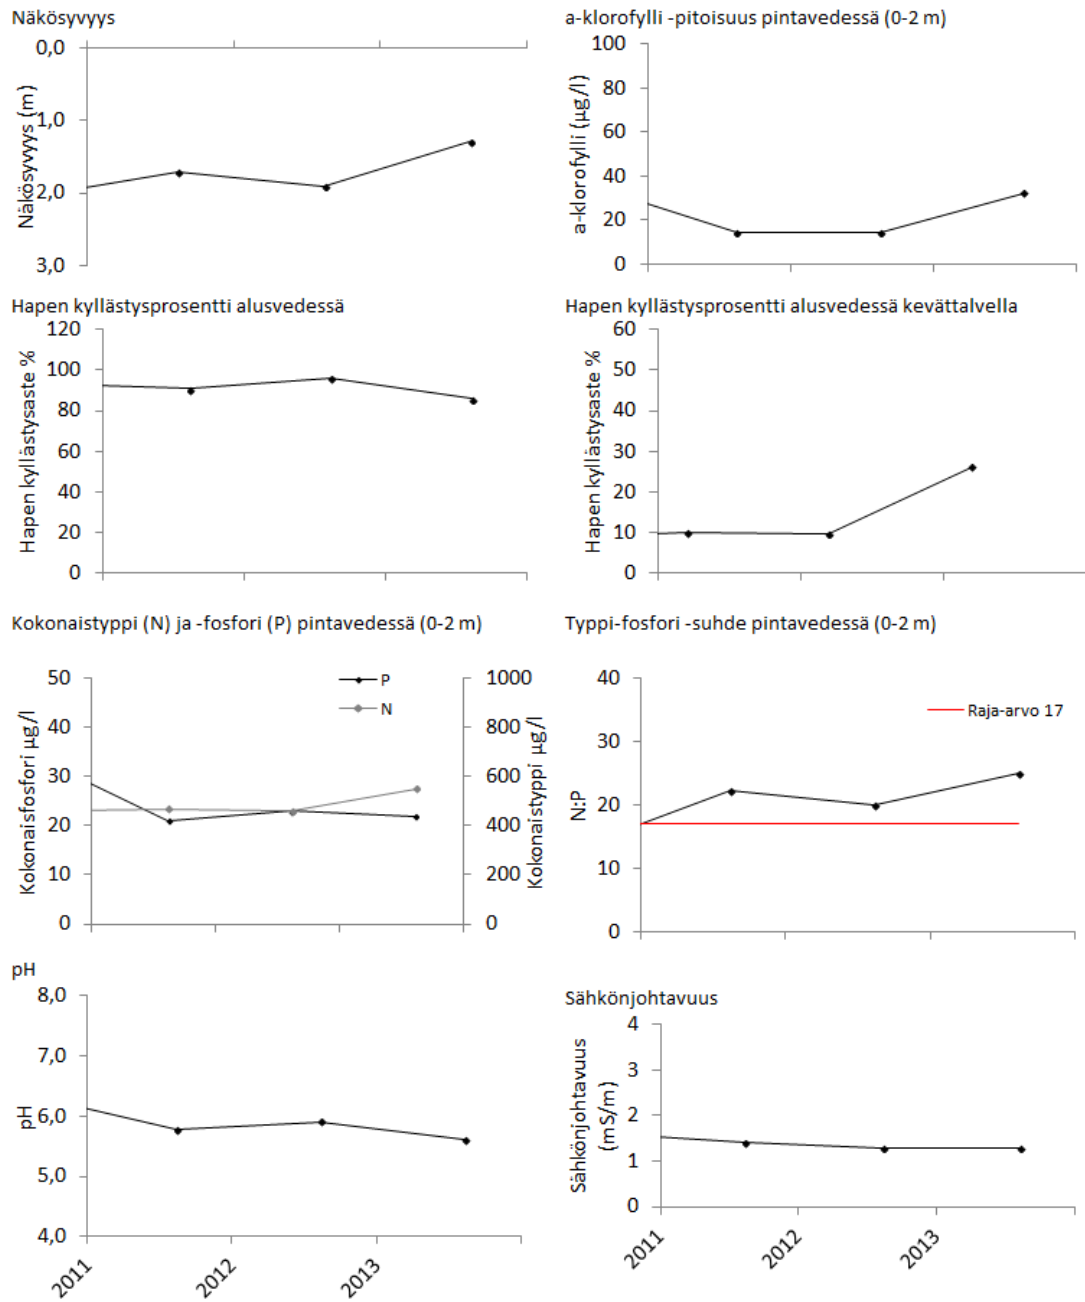 Näkösyvyys
0,0
1,0
2,0
3,0
Näkösyvyys (m)
a-klorofylli -pitoisuus pintavedessä (0-2 m)
100
80
60
40
20
0
a-klorofylli (µg/l)
Hapen kyllästysprosentti alusvedessä
120
100
80
60
40
20
0
Hapen kyllästysaste %
Hapen kyllästysprosentti alusvedessä kevättalvella
60
50
40
30
20
10
0
Hapen kyllästysaste %
Kokonaistyppi (N) ja -fosfori (P) pintavedessä (0-2 m)
50
40
30
20
10
0
Kokonaisfosfori µg/l
P
N
1000
800
600
400
200
0
Kokonaistyppi µg/l
Typpi-fosfori -suhde pintavedessä (0-2 m)
40
30
20
10
0
N:P
Raja-arvo 17
pH
8,0
7,0
6,0
5,0
4,0
pH
2011
2012
2013
Sähkönjohtavuus
4
3
2
1
0
Sähkönjohtavuus
(mS/m)
2011
2012
2013